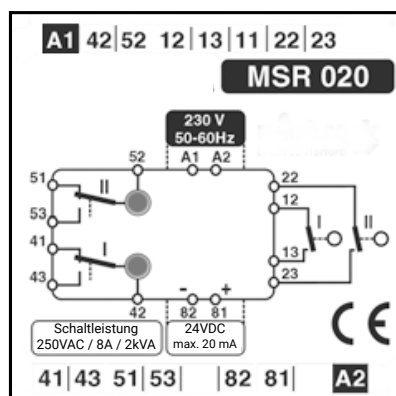 A1 42|52 12|13|11|22|23
MSR 020
230 V
50-60Hz
52 A1 A2
51 II 22
53 12 I II
41 I
43 13
23
42 - +
82 81
Schaltleistung
250VAC / 8A / 2kVA
24VDC
max. 20 mA
CE
41|43 51|53| |82 81| A2